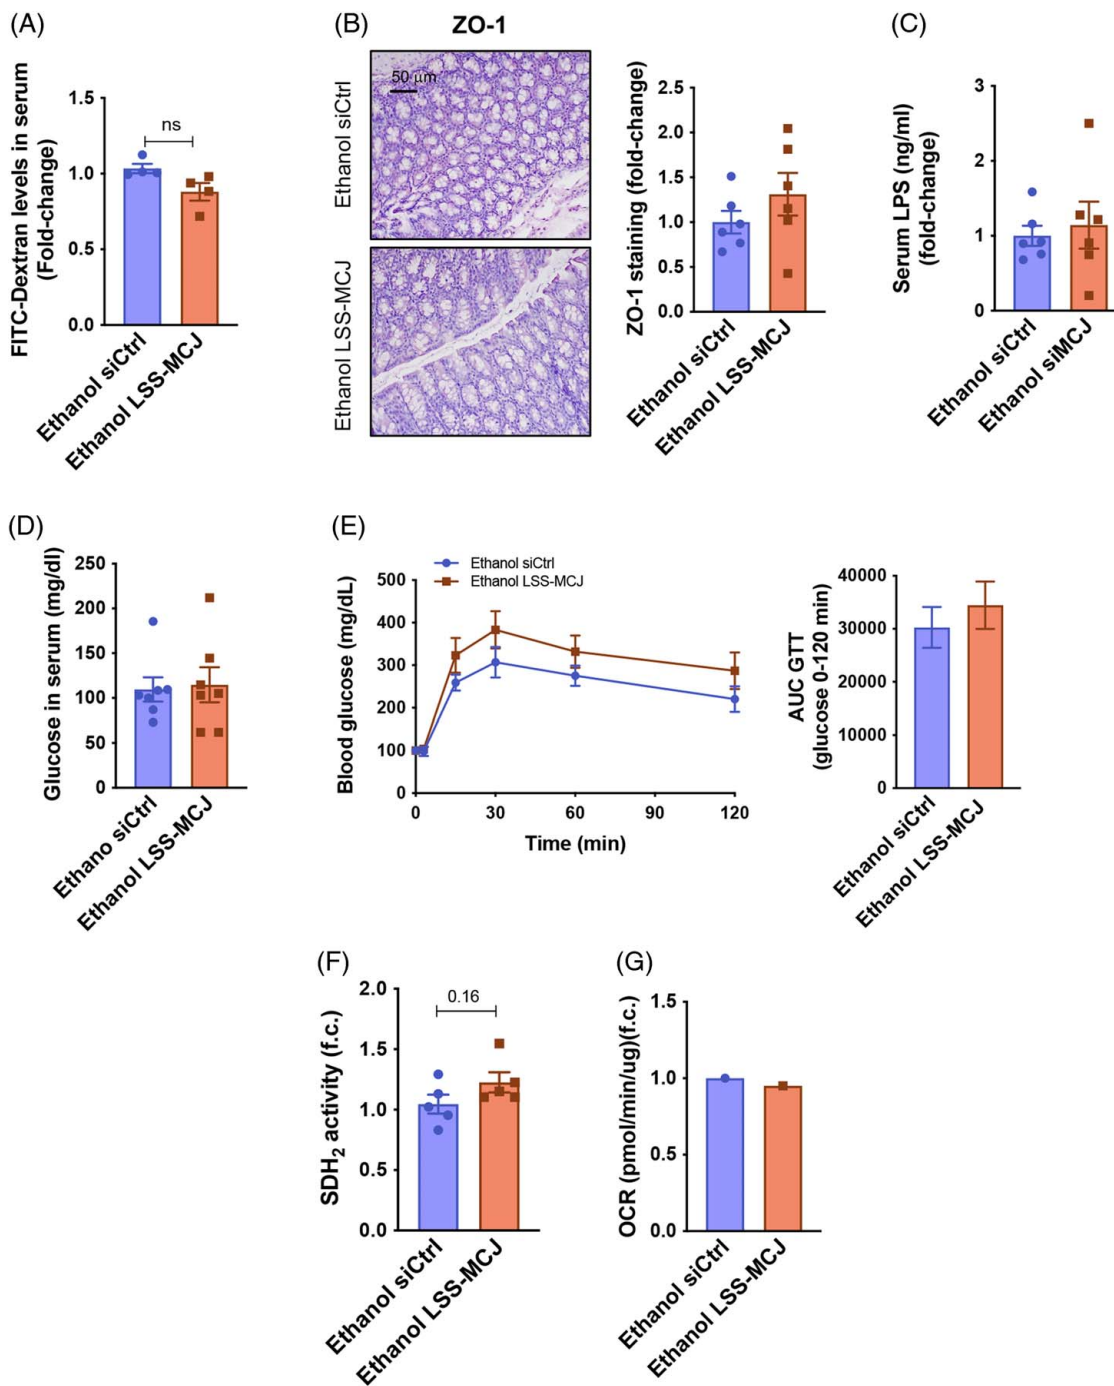 (A)
FITC-Dextran levels in serum
(Fold-change)
1.5
1.0
0.5
0.0
ns
Ethanol siCtrl
Ethanol LSS-MCJ
(B)
ZO-1
Ethanol siCtrl
50 μm
Ethanol LSS-MCJ
ZO-1 staining (fold-change)
2.5
2.0
1.5
1.0
0.5
0.0
Ethanol siCtrl
Ethanol LSS-MCJ
(C)
Serum LPS (ng/ml)
(fold-change)
3
2
1
0
Ethanol siCtrl
Ethanol siMCJ
(D)
Glucose in serum (mg/dl)
250
200
150
100
50
0
Ethano siCtrl
Ethanol LSS-MCJ
(E)
Ethanol siCtrl
Ethanol LSS-MCJ
Blood glucose (mg/dL)
500
400
300
200
100
0
0 30 60 90 120
Time (min)
AUC GTT
(glucose 0-120 min)
40000
30000
20000
10000
0
Ethanol siCtrl
Ethanol LSS-MCJ
(F)
SDH₂ activity (f.c.)
2.0
1.5
1.0
0.5
0.0
0.16
Ethanol siCtrl
Ethanol LSS-MCJ
(G)
OCR (pmol/min/ug)(f.c.)
1.5
1.0
0.5
0.0
Ethanol siCtrl
Ethanol LSS-MCJ